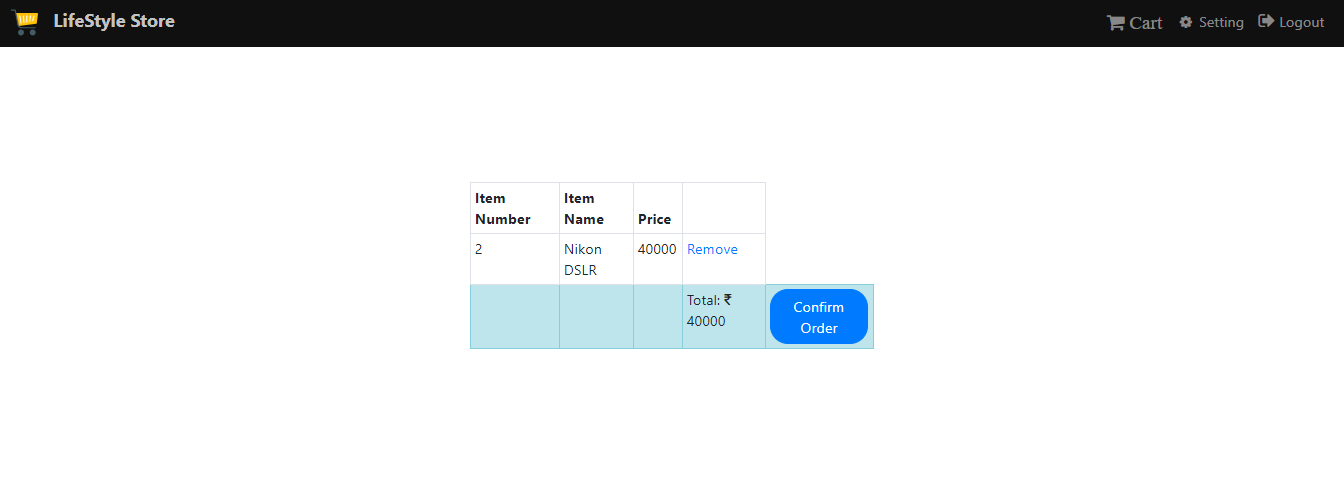 LifeStyle Store
Cart
Setting
Logout
Item Number
Item Name
Price
2
Nikon DSLR
40000
Remove
Total: ₹ 40000
Confirm Order